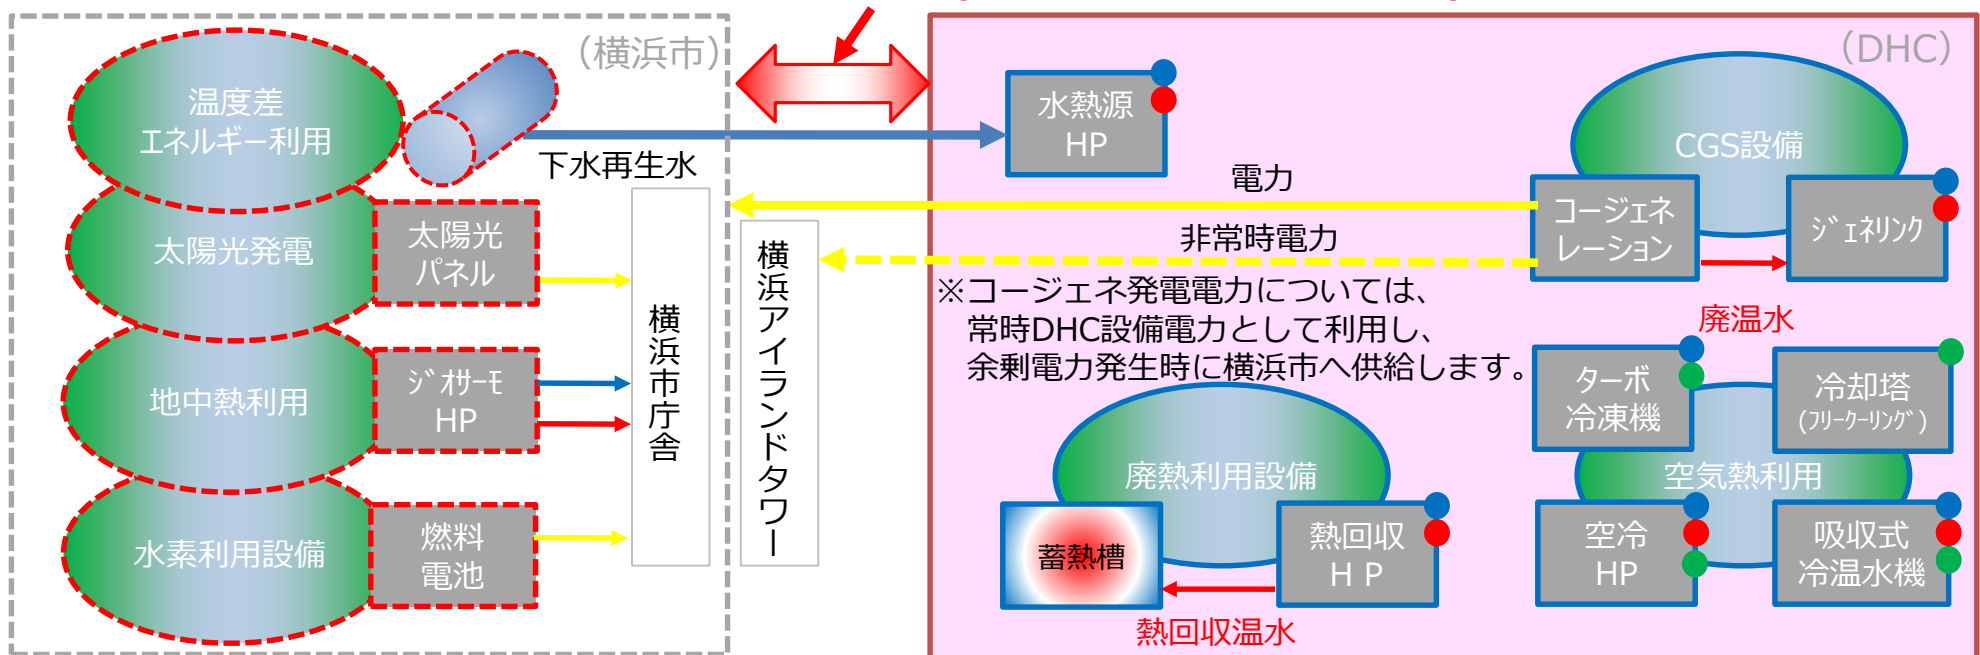 (横浜市)
温度差
エネルギー利用
下水再生水
太陽光発電
太陽光
パネル
地中熱利用
ジオサーモ
HP
水素利用設備
燃料
電池
横浜市庁舎
横浜アイランドタワー
(DHC)
水熱源
HP
電力
非常時電力
※コージェネ発電電力については、
常時DHC設備電力として利用し、
余剰電力発生時に横浜市へ供給します。
CGS設備
コージェネ
レーション
ジェネリンク
廃温水
廃熱利用設備
蓄熱槽
熱回収
HP
熱回収温水
ターボ
冷凍機
冷却塔
(フリークーリング)
空気熱利用
空冷
HP
吸収式
冷温水機